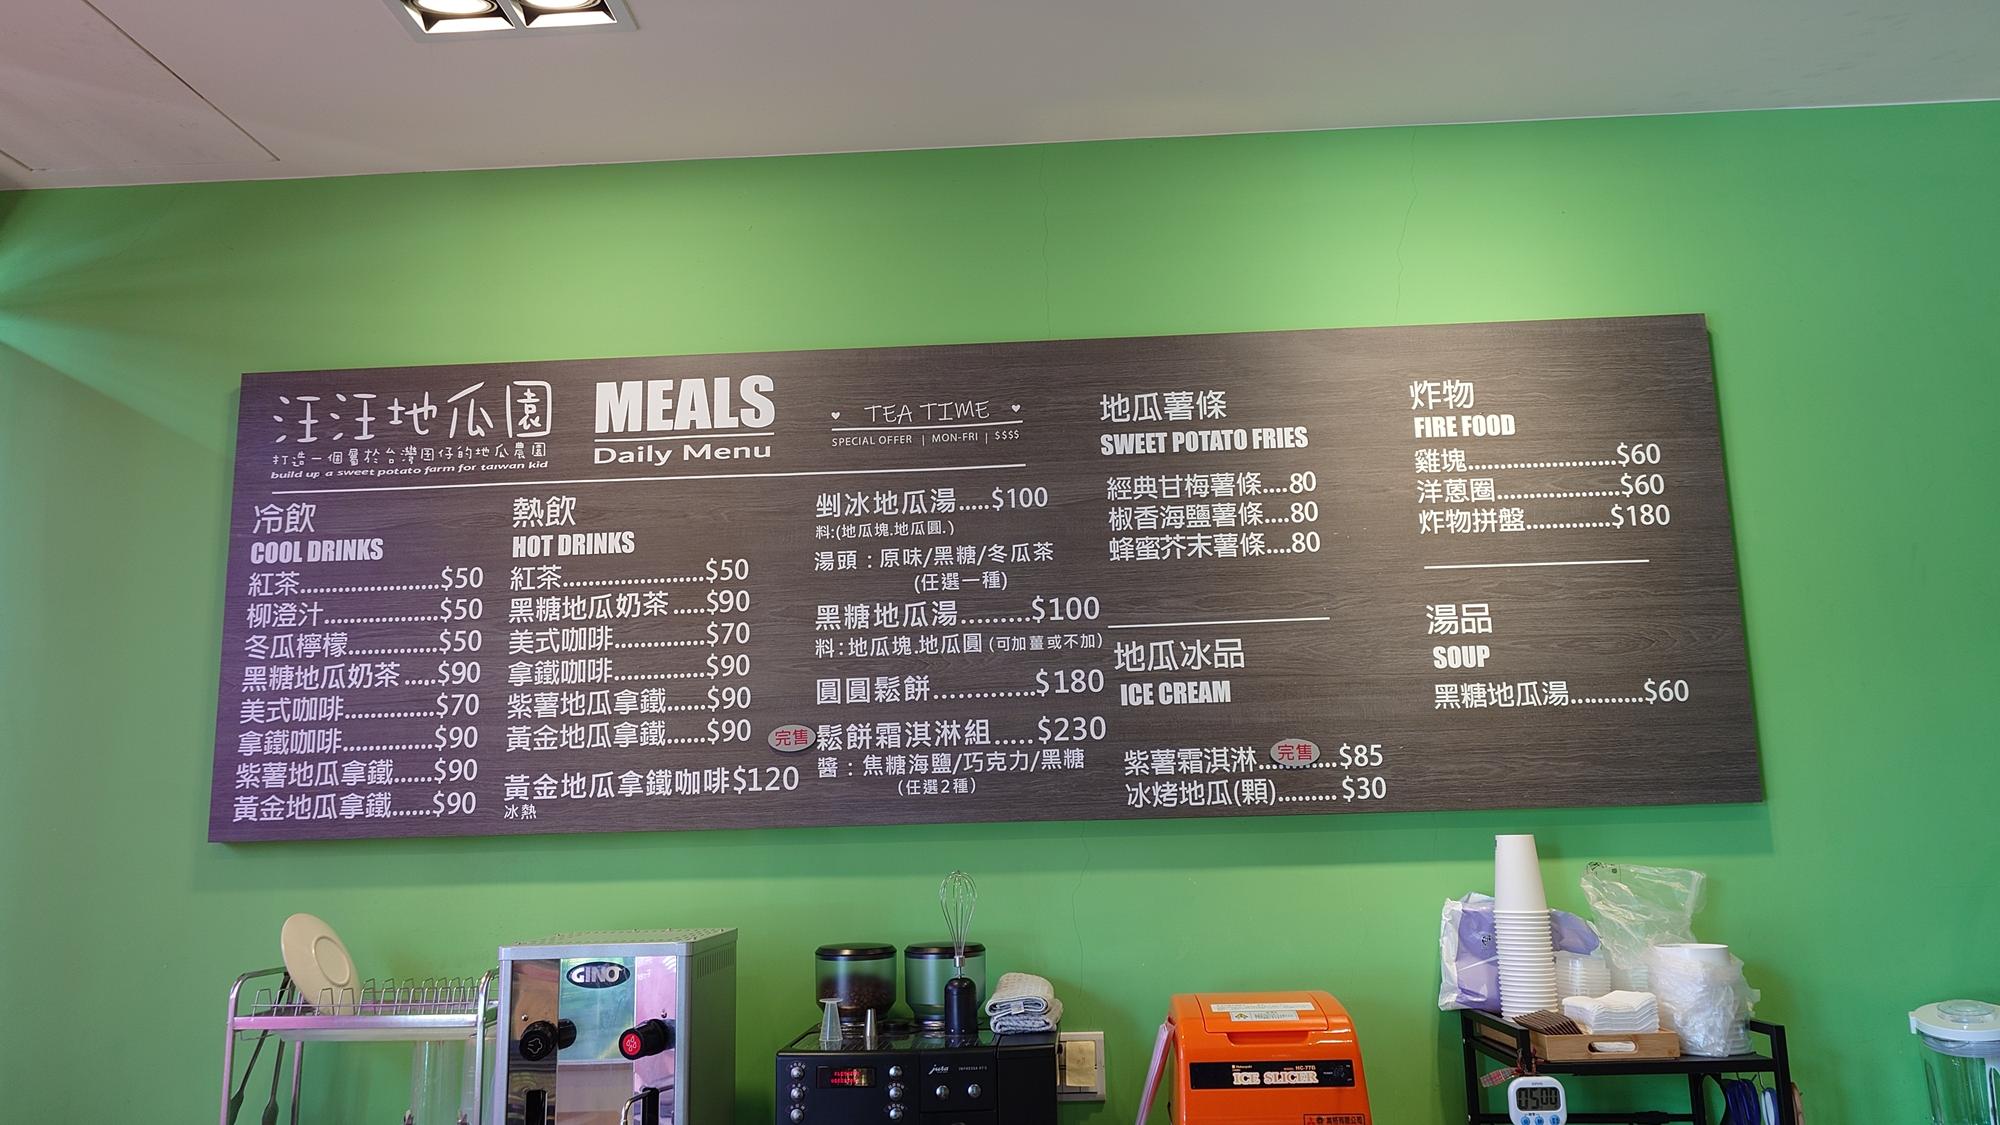 汪汪地瓜園
打造一個屬於台灣囝仔的地瓜農園
build up a sweet potato farm for taiwan kid
MEALS
Daily Menu
TEA TIME
SPECIAL OFFER | MON-FRI | $$$$
冷飲
COOL DRINKS
紅茶......................$50
柳澄汁..................$50
冬瓜檸檬..............$50
黑糖地瓜奶茶.....$90
美式咖啡..............$70
拿鐵咖啡..............$90
紫薯地瓜拿鐵......$90
黃金地瓜拿鐵......$90
熱飲
HOT DRINKS
紅茶......................$50
黑糖地瓜奶茶.....$90
美式咖啡..............$70
拿鐵咖啡..............$90
紫薯地瓜拿鐵......$90
黃金地瓜拿鐵......$90
黃金地瓜拿鐵咖啡$120
冰熱
剉冰地瓜湯.....$100
料:(地瓜塊.地瓜圓.)
湯頭：原味/黑糖/冬瓜茶
(任選一種)
黑糖地瓜湯.........$100
料:地瓜塊.地瓜圓 (可加薑或不加)
圓圓鬆餅.............$180
完售
鬆餅霜淇淋組.....$230
醬：焦糖海鹽/巧克力/黑糖
(任選2種)
地瓜薯條
SWEET POTATO FRIES
經典甘梅薯條....80
椒香海鹽薯條....80
蜂蜜芥末薯條....80
地瓜冰品
ICE CREAM
紫薯霜淇淋...完售...$85
冰烤地瓜(顆)......... $30
炸物
FIRE FOOD
雞塊......................$60
洋蔥圈..................$60
炸物拼盤.............$180
湯品
SOUP
黑糖地瓜湯...........$60
GINO
jura
IMPRESSA
HC-77B
ICE SLICER
0500